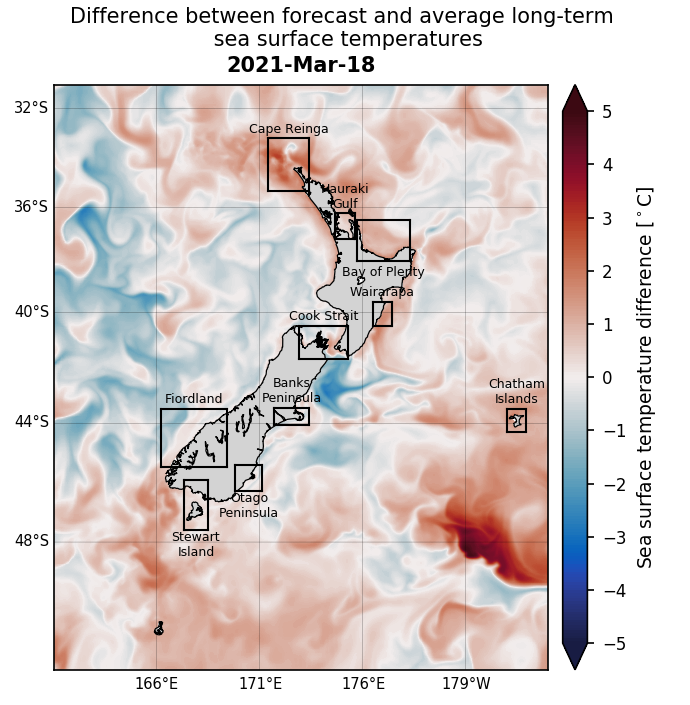 Difference between forecast and average long-term
sea surface temperatures
2021-Mar-18
32°S
36°S
40°S
44°S
48°S
166°E
171°E
176°E
179°W
Cape Reinga
Hauraki
Gulf
Bay of Plenty
Wairarapa
Cook Strait
Banks
Peninsula
Fiordland
Chatham
Islands
Otago
Peninsula
Stewart
Island
5
4
3
2
1
0
−1
−2
−3
−4
−5
Sea surface temperature difference [°C]